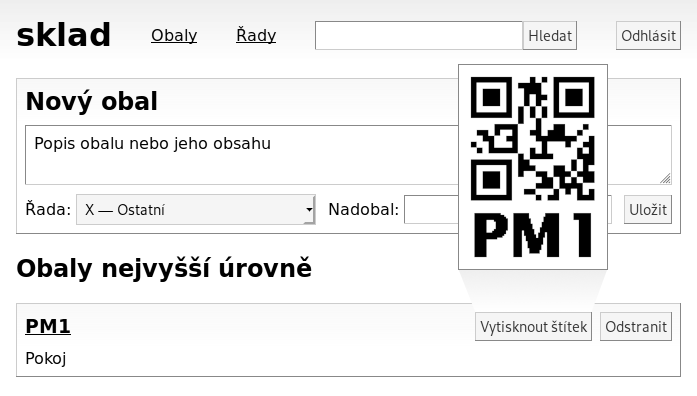 sklad Obaly Řady Hledat Odhlásit
Nový obal
Popis obalu nebo jeho obsahu
Řada: X — Ostatní Nadobal: Uložit
PM1
Obaly nejvyšší úrovně
PM1 Vytisknout štítek Odstranit
Pokoj